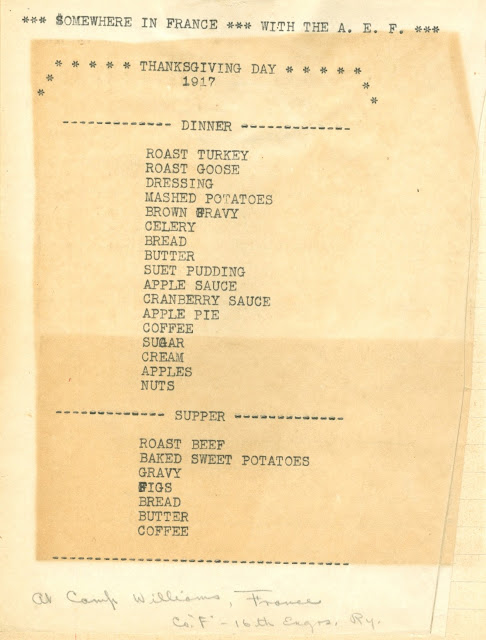 *** SOMEWHERE IN FRANCE *** WITH THE A. E. F. ***
* * * * * THANKSGIVING DAY * * * * *
* 1917 *
* *
------------- DINNER -------------
ROAST TURKEY
ROAST GOOSE
DRESSING
MASHED POTATOES
BROWN GRAVY
CELERY
BREAD
BUTTER
SUET PUDDING
APPLE SAUCE
CRANBERRY SAUCE
APPLE PIE
COFFEE
SUGAR
CREAM
APPLES
NUTS
------------- SUPPER -------------
ROAST BEEF
BAKED SWEET POTATOES
GRAVY
FIGS
BREAD
BUTTER
COFFEE
--------------------------------
At Camp Williams, France
Co. "F" - 16th Engrs. Ry.